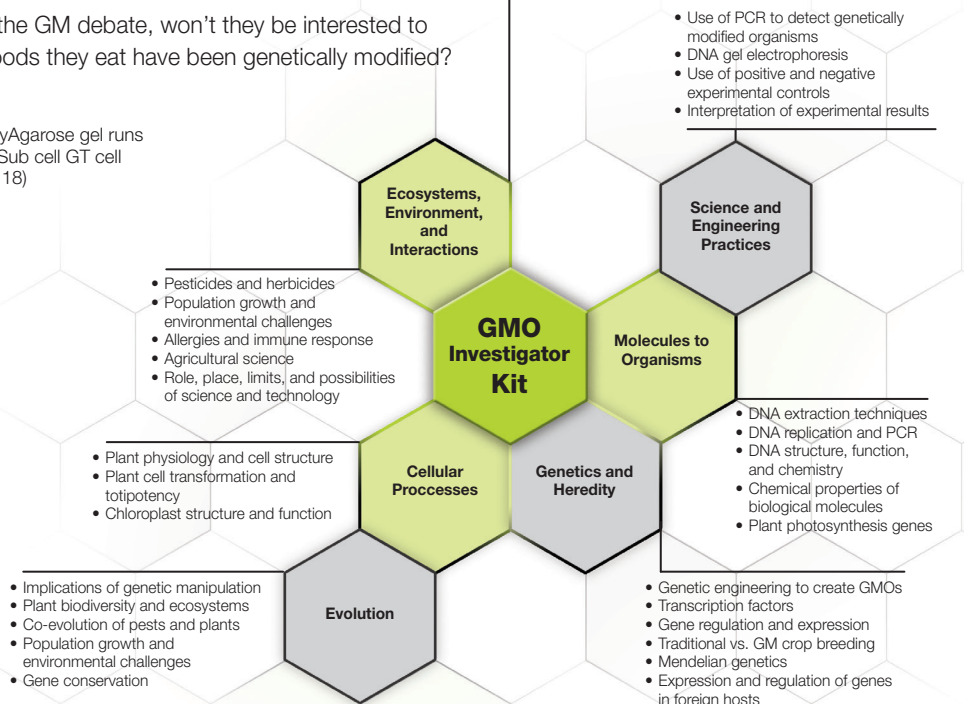 the GM debate, won’t they be interested to
oods they eat have been genetically modified?
yAgarose gel runs
Sub cell GT cell
18)
• Use of PCR to detect genetically
modified organisms
• DNA gel electrophoresis
• Use of positive and negative
experimental controls
• Interpretation of experimental results
Ecosystems,
Environment,
and
Interactions
Science and
Engineering
Practices
• Pesticides and herbicides
• Population growth and
environmental challenges
• Allergies and immune response
• Agricultural science
• Role, place, limits, and possibilities
of science and technology
GMO
Investigator
Kit
Molecules to
Organisms
• DNA extraction techniques
• DNA replication and PCR
• DNA structure, function,
and chemistry
• Chemical properties of
biological molecules
• Plant photosynthesis genes
• Plant physiology and cell structure
• Plant cell transformation and
totipotency
• Chloroplast structure and function
Cellular
Proccesses
Genetics and
Heredity
• Implications of genetic manipulation
• Plant biodiversity and ecosystems
• Co-evolution of pests and plants
• Population growth and
environmental challenges
• Gene conservation
Evolution
• Genetic engineering to create GMOs
• Transcription factors
• Gene regulation and expression
• Traditional vs. GM crop breeding
• Mendelian genetics
• Expression and regulation of genes
in foreign hosts